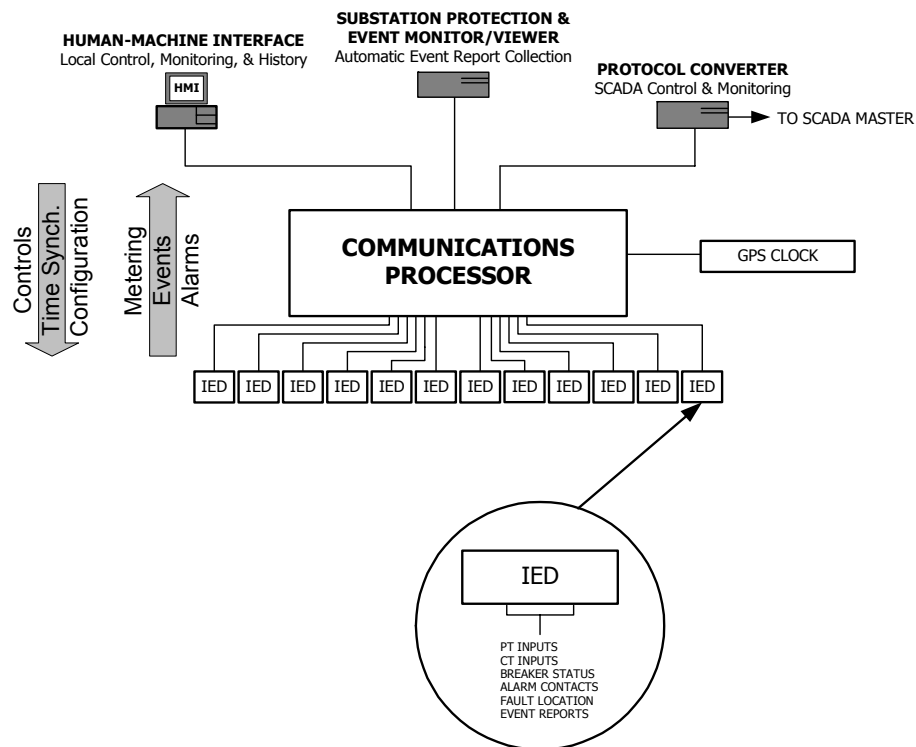 SUBSTATION PROTECTION &
EVENT MONITOR/VIEWER
Automatic Event Report Collection
HUMAN-MACHINE INTERFACE
Local Control, Monitoring, & History
HMI
PROTOCOL CONVERTER
SCADA Control & Monitoring
TO SCADA MASTER
Controls
Time Synch.
Configuration
Metering
Events
Alarms
COMMUNICATIONS
PROCESSOR
GPS CLOCK
IED IED IED IED IED IED IED IED IED IED IED IED
IED
PT INPUTS
CT INPUTS
BREAKER STATUS
ALARM CONTACTS
FAULT LOCATION
EVENT REPORTS